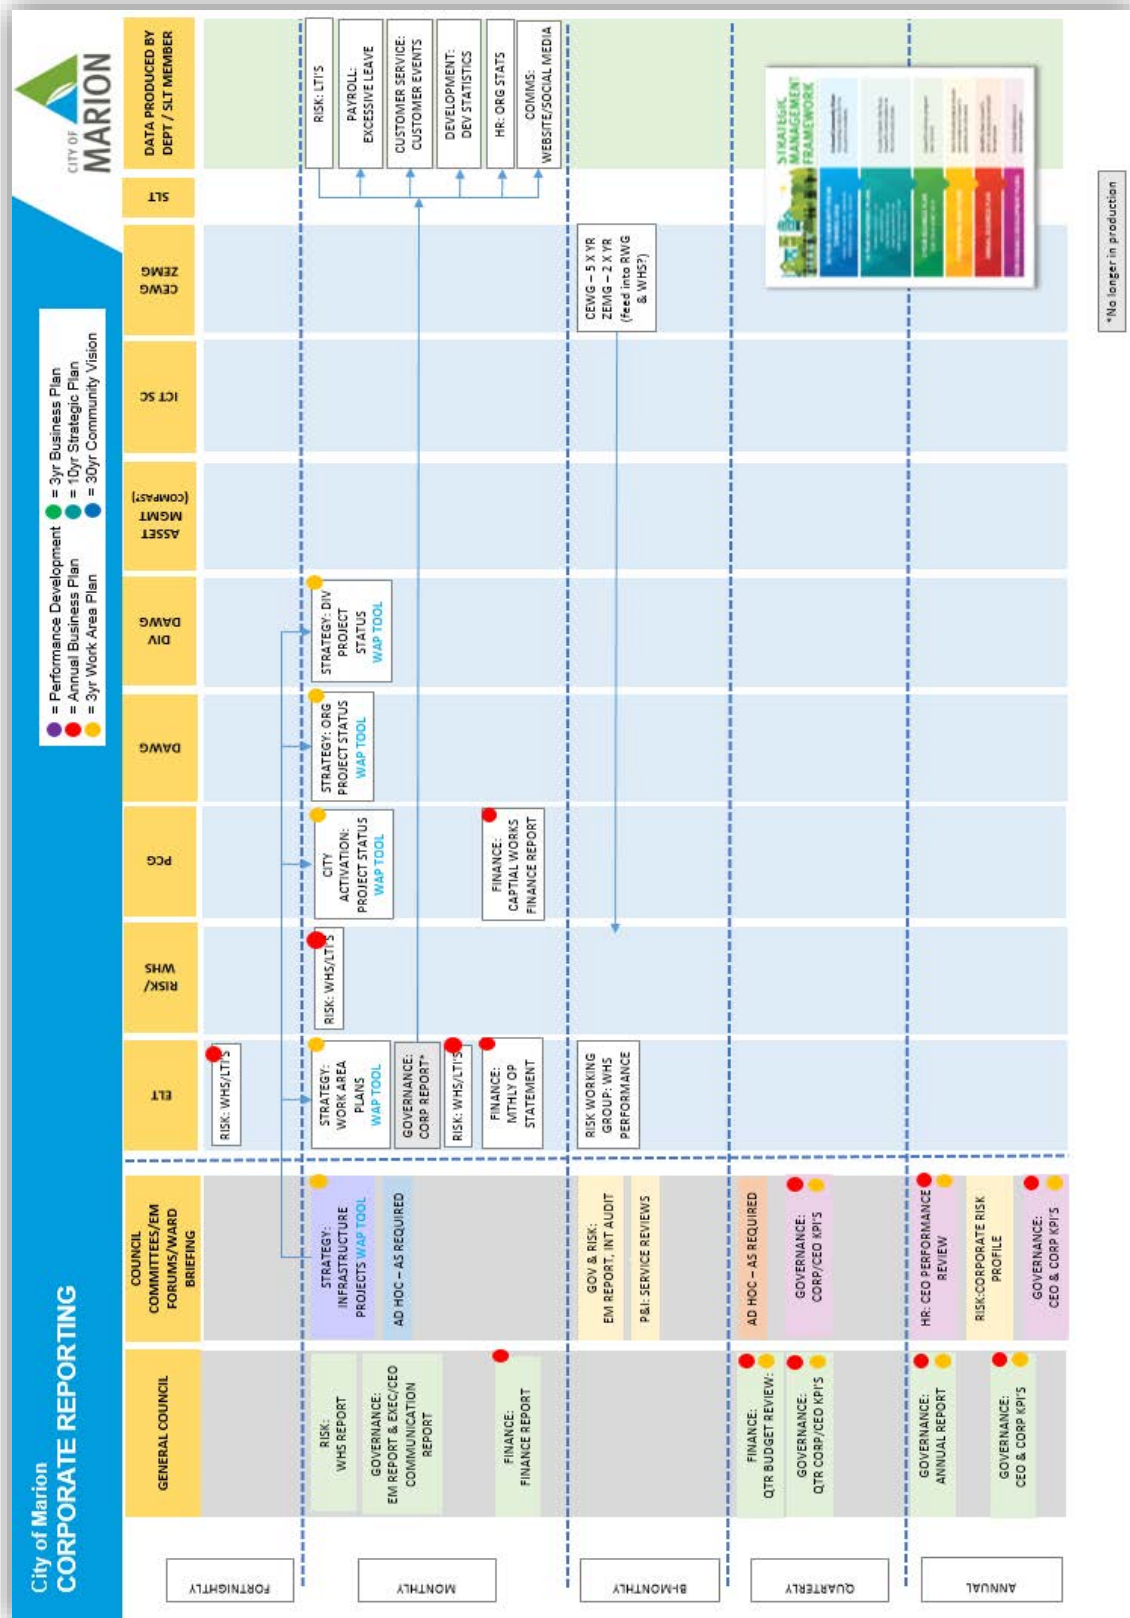 City of Marion
CORPORATE REPORTING
= Performance Development
= Annual Business Plan
= 3yr Work Area Plan
= 3yr Business Plan
= 10yr Strategic Plan
= 30yr Community Vision
CITY OF
MARION
GENERAL COUNCIL
COUNCIL
COMMITTEES/EM
FORUMS/WARD
BRIEFING
ELT
RISK/
WHS
PCG
DAWG
DIV
DAWG
ASSET
MGMT
(COMPAS?)
ICT SC
CEWG
ZEMG
SLT
DATA PRODUCED BY
DEPT / SLT MEMBER
FORTNIGHTLY
RISK: WHS/LTI'S
MONTHLY
RISK:
WHS REPORT
GOVERNANCE:
EM REPORT & EXEC/CEO
COMMUNICATION
REPORT
FINANCE:
FINANCE REPORT
STRATEGY:
INFRASTRUCTURE
PROJECTS WAP TOOL
AD HOC – AS REQUIRED
STRATEGY:
WORK AREA
PLANS
WAP TOOL
GOVERNANCE:
CORP REPORT*
RISK: WHS/LTI'S
FINANCE:
MTHLY OP
STATEMENT
RISK: WHS/LTI'S
CITY
ACTIVATION:
PROJECT STATUS
WAP TOOL
FINANCE:
CAPTIAL WORKS
FINANCE REPORT
STRATEGY: ORG
PROJECT STATUS
WAP TOOL
STRATEGY: DIV
PROJECT
STATUS
WAP TOOL
RISK: LTI'S
PAYROLL:
EXCESSIVE LEAVE
CUSTOMER SERVICE:
CUSTOMER EVENTS
DEVELOPMENT:
DEV STATISTICS
HR: ORG STATS
COMMS:
WEBSITE/SOCIAL MEDIA
BI-MONTHLY
GOV & RISK:
EM REPORT, INT AUDIT
P&I: SERVICE REVIEWS
RISK WORKING
GROUP: WHS
PERFORMANCE
CEWG – 5 X YR
ZEMG – 2 X YR
(feed into RWG
& WHS?)
QUARTERLY
FINANCE:
QTR BUDGET REVIEW:
GOVERNANCE:
QTR CORP/CEO KPI'S
AD HOC – AS REQUIRED
GOVERNANCE:
CORP/CEO KPI'S
STRATEGIC
MANAGEMENT
FRAMEWORK
ANNUAL
GOVERNANCE:
ANNUAL REPORT
GOVERNANCE:
CEO & CORP KPI'S
HR: CEO PERFORMANCE
REVIEW
RISK:CORPORATE RISK
PROFILE
GOVERNANCE:
CEO & CORP KPI'S
*No longer in production